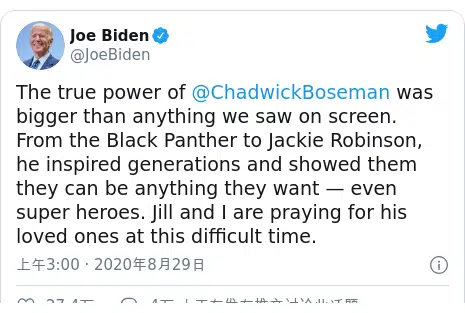 Joe Biden
@JoeBiden
The true power of @ChadwickBoseman was
bigger than anything we saw on screen.
From the Black Panther to Jackie Robinson,
he inspired generations and showed them
they can be anything they want — even
super heroes. Jill and I are praying for his
loved ones at this difficult time.
上午3:00 · 2020年8月29日